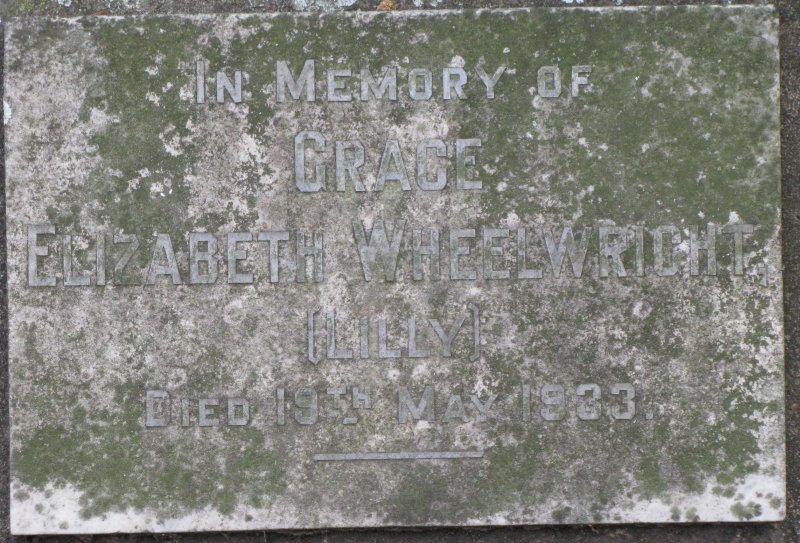 In Memory of
Grace
Elizabeth Wheelwright,
(Lilly)
Died 19th May 1933.